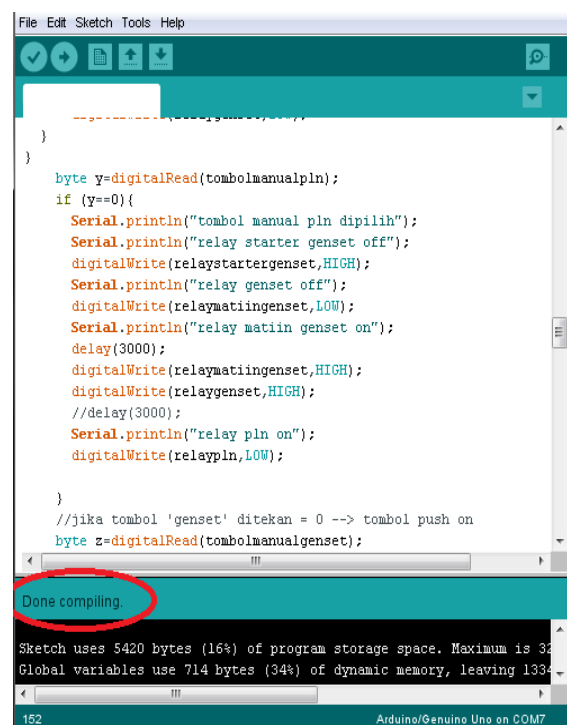 File Edit Sketch Tools Help
}
}
byte y=digitalRead(tombolmanualpln);
if (y==0){
Serial.println("tombol manual pln dipilih");
Serial.println("relay starter genset off");
digitalWrite(relaystartergenset,HIGH);
Serial.println("relay genset off");
digitalWrite(relaymatiingenset,LOW);
Serial.println("relay matiin genset on");
delay(3000);
digitalWrite(relaymatiingenset,HIGH);
digitalWrite(relaygenset,HIGH);
//delay(3000);
Serial.println("relay pln on");
digitalWrite(relaypln,LOW);
}
//jika tombol 'genset' ditekan = 0 --> tombol push on
byte z=digitalRead(tombolmanualgenset);
Done compiling.
Sketch uses 5420 bytes (16%) of program storage space. Maximum is 32
Global variables use 714 bytes (34%) of dynamic memory, leaving 1334
152 Arduino/Genuino Uno on COM7